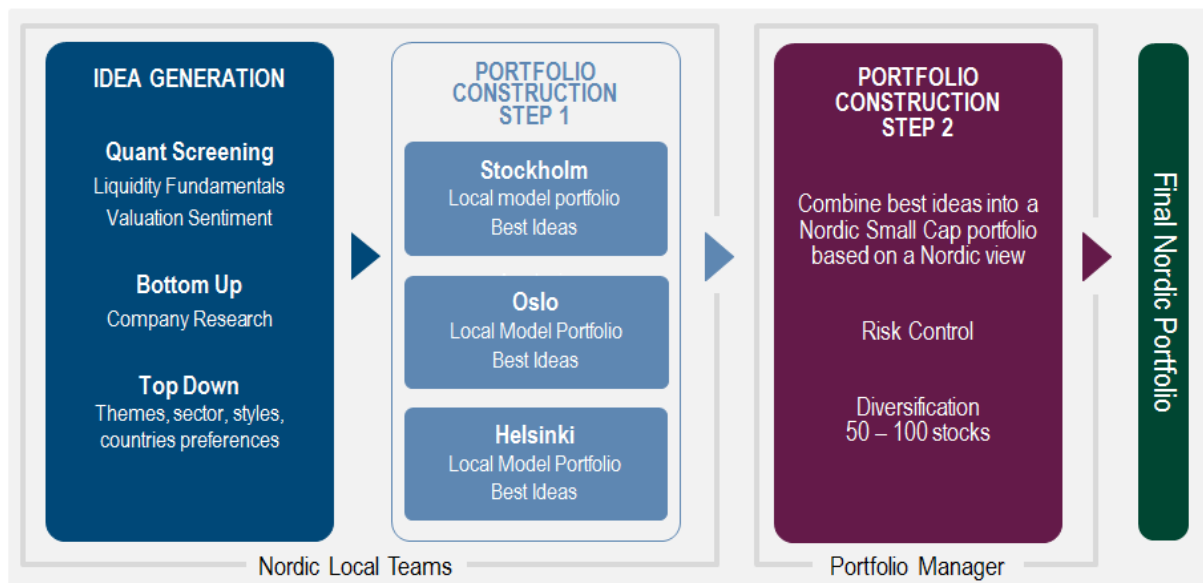 IDEA GENERATION
Quant Screening
Liquidity Fundamentals
Valuation Sentiment
Bottom Up
Company Research
Top Down
Themes, sector, styles,
countries preferences
PORTFOLIO
CONSTRUCTION
STEP 1
Stockholm
Local model portfolio
Best Ideas
Oslo
Local Model Portfolio
Best Ideas
Helsinki
Local Model Portfolio
Best Ideas
Nordic Local Teams
PORTFOLIO
CONSTRUCTION
STEP 2
Combine best ideas into a
Nordic Small Cap portfolio
based on a Nordic view
Risk Control
Diversification
50 – 100 stocks
Portfolio Manager
Final Nordic Portfolio